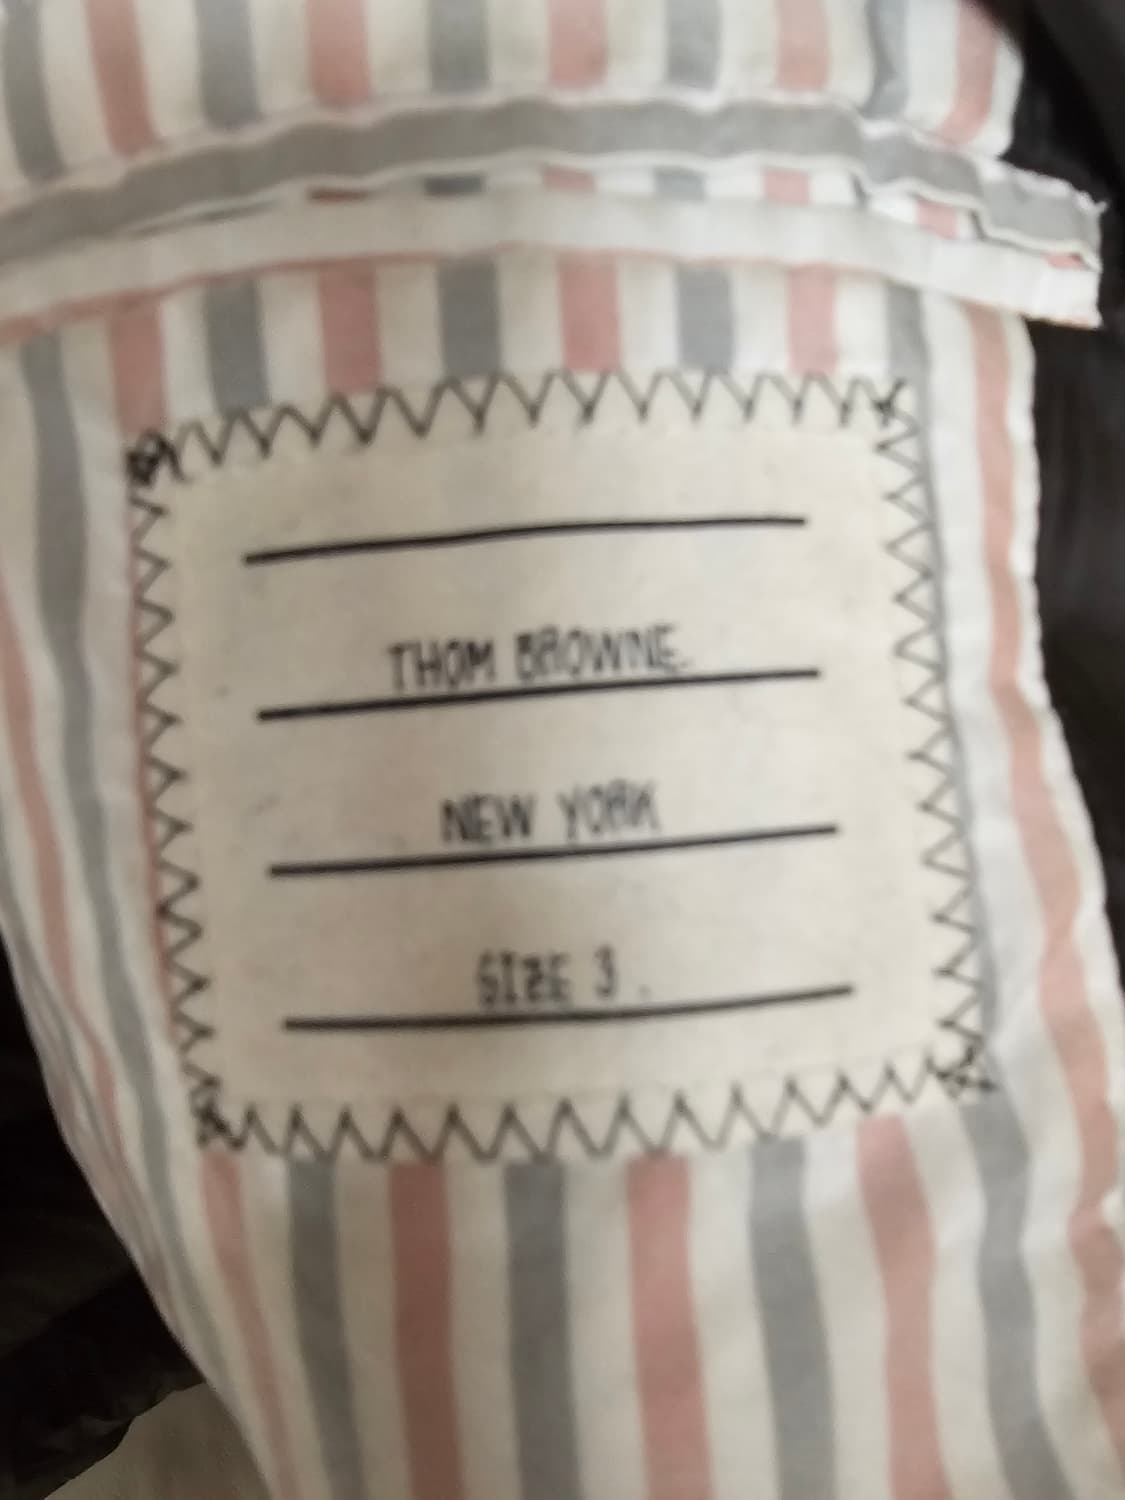 THOM BROWNE.
NEW YORK
SIZE 3.